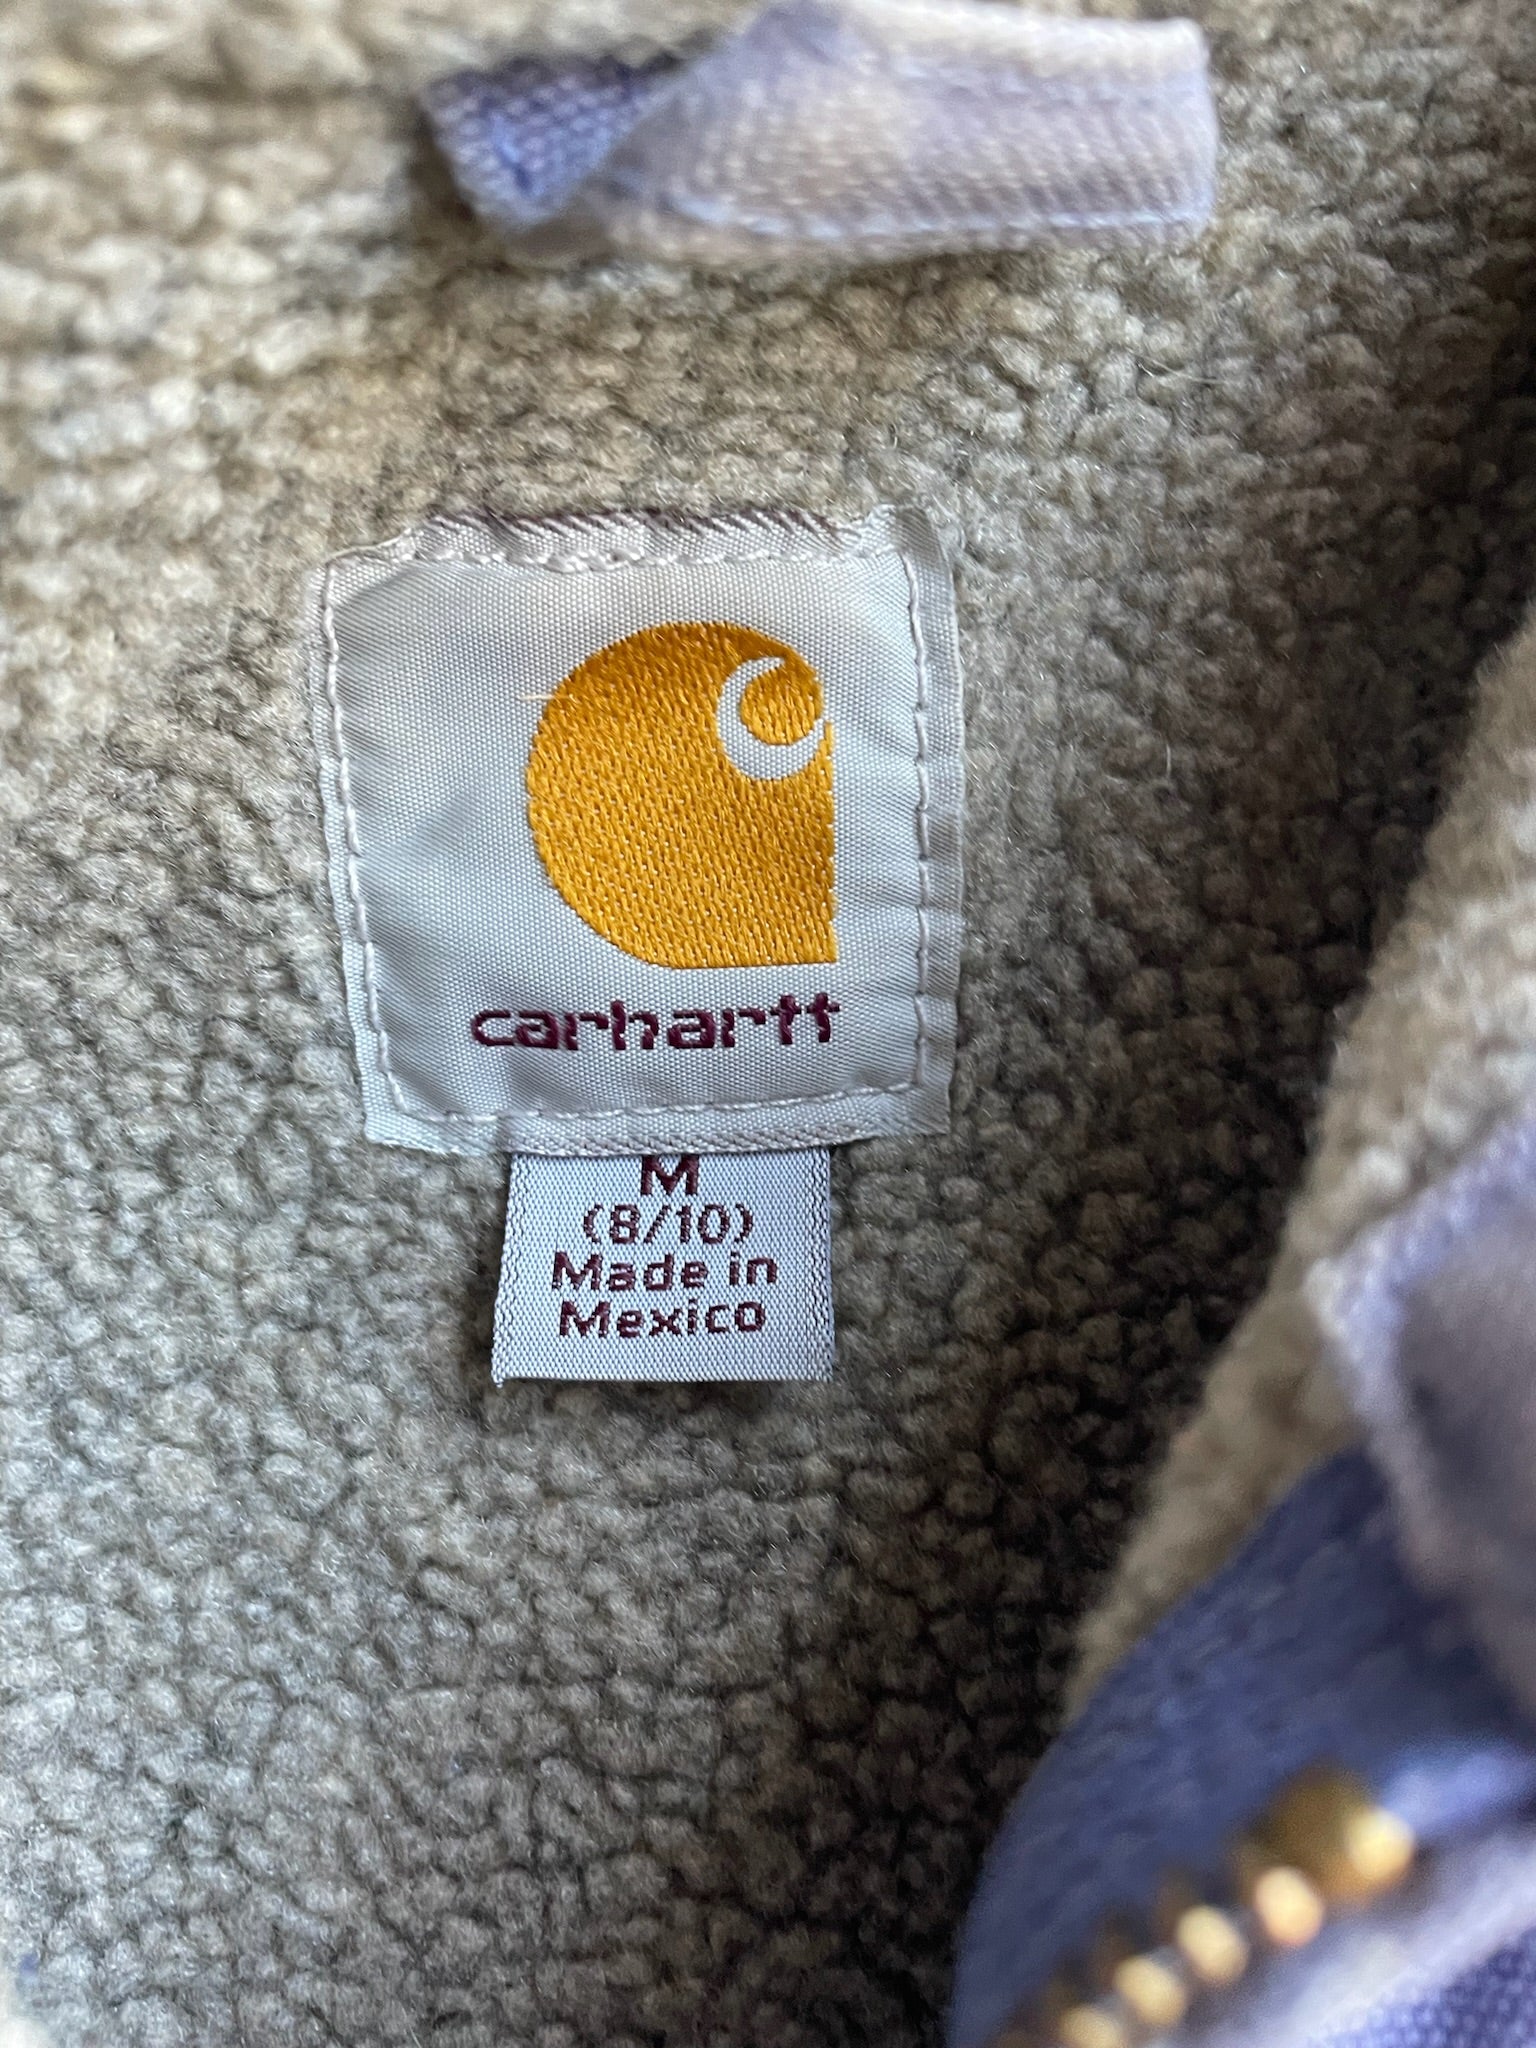 carhartt
M
(8/10)
Made in
Mexico